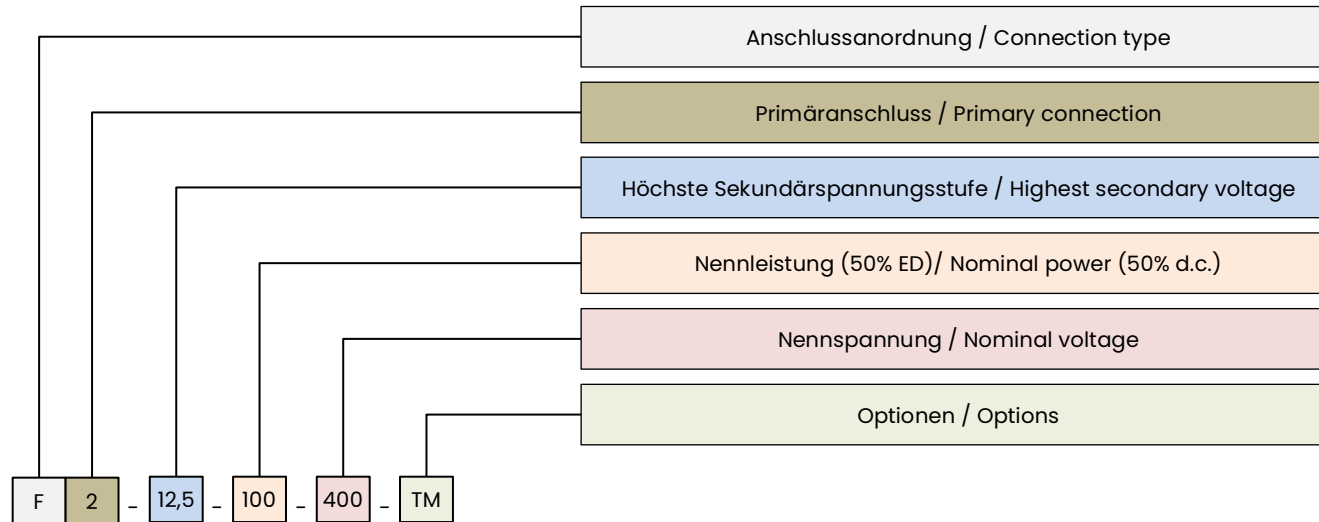 Anschlussanordnung / Connection type
Primäranschluss / Primary connection
Höchste Sekundärspannungsstufe / Highest secondary voltage
Nennleistung (50% ED)/ Nominal power (50% d.c.)
Nennspannung / Nominal voltage
Optionen / Options
F 2 - 12,5 - 100 - 400 - TM